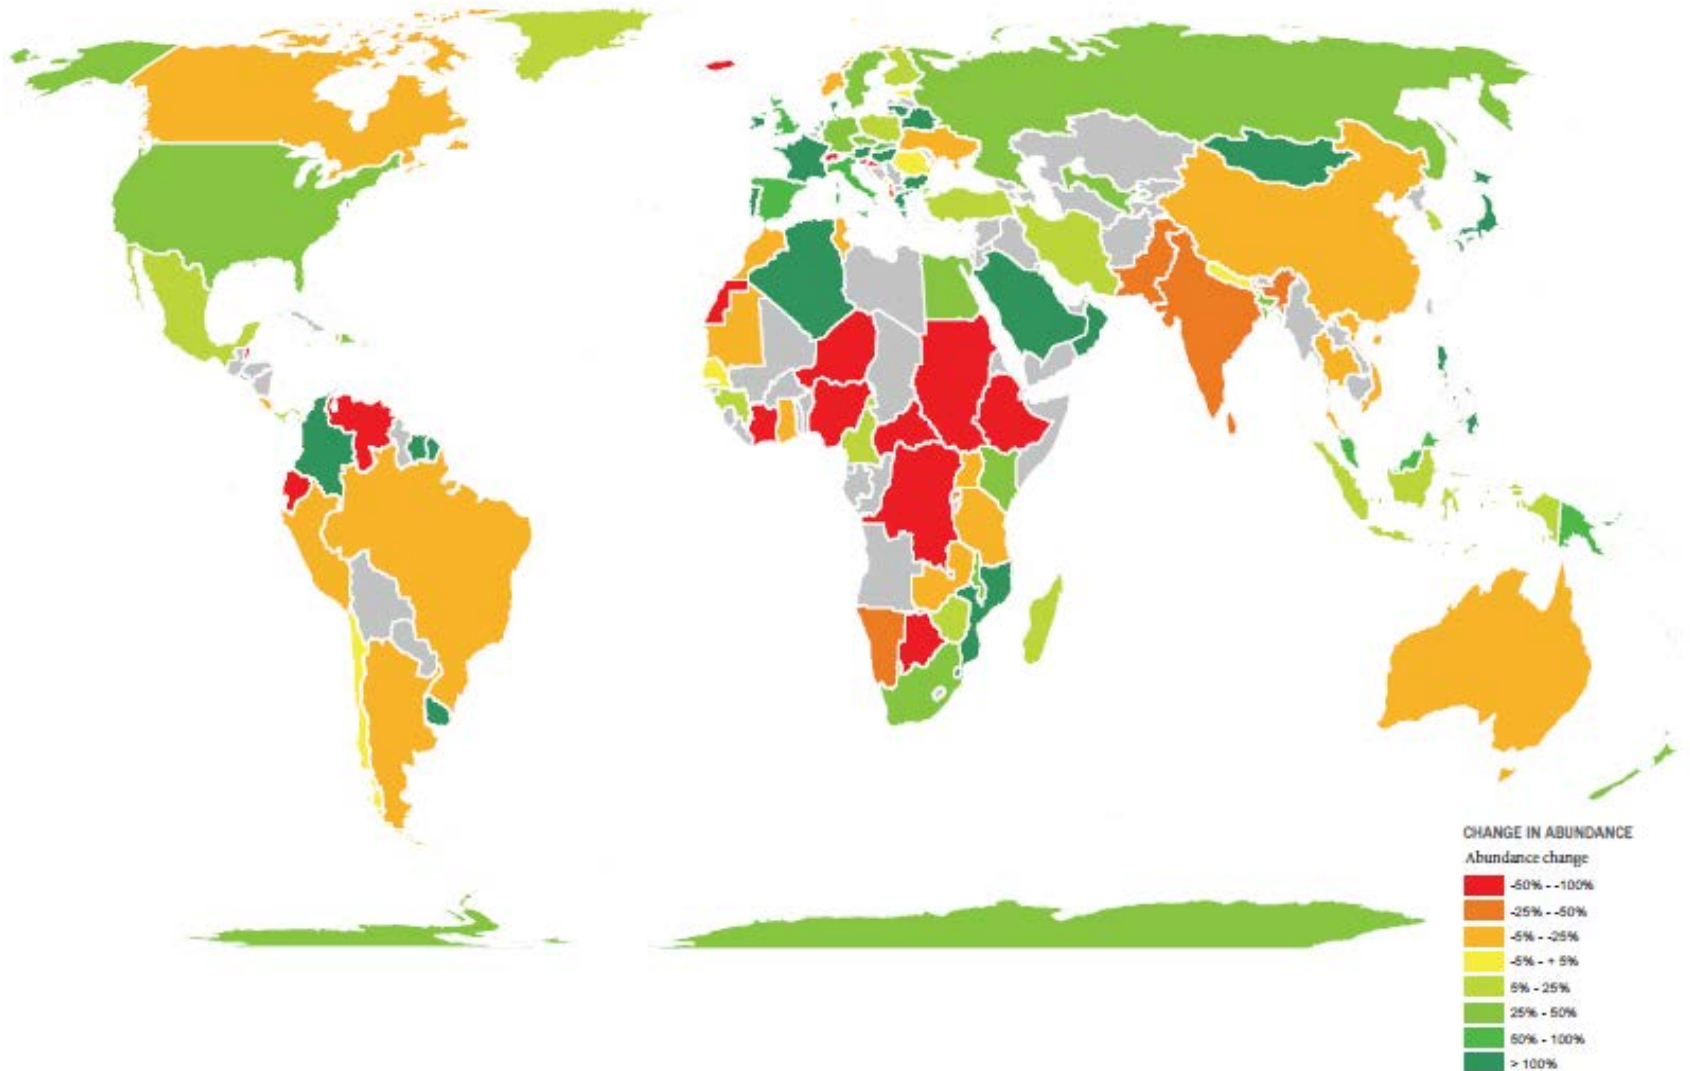 CHANGE IN ABUNDANCE
Abundance change
-50% - -100%
-25% - -50%
-5% - -25%
-5% - + 5%
5% - 25%
25% - 50%
50% - 100%
> 100%